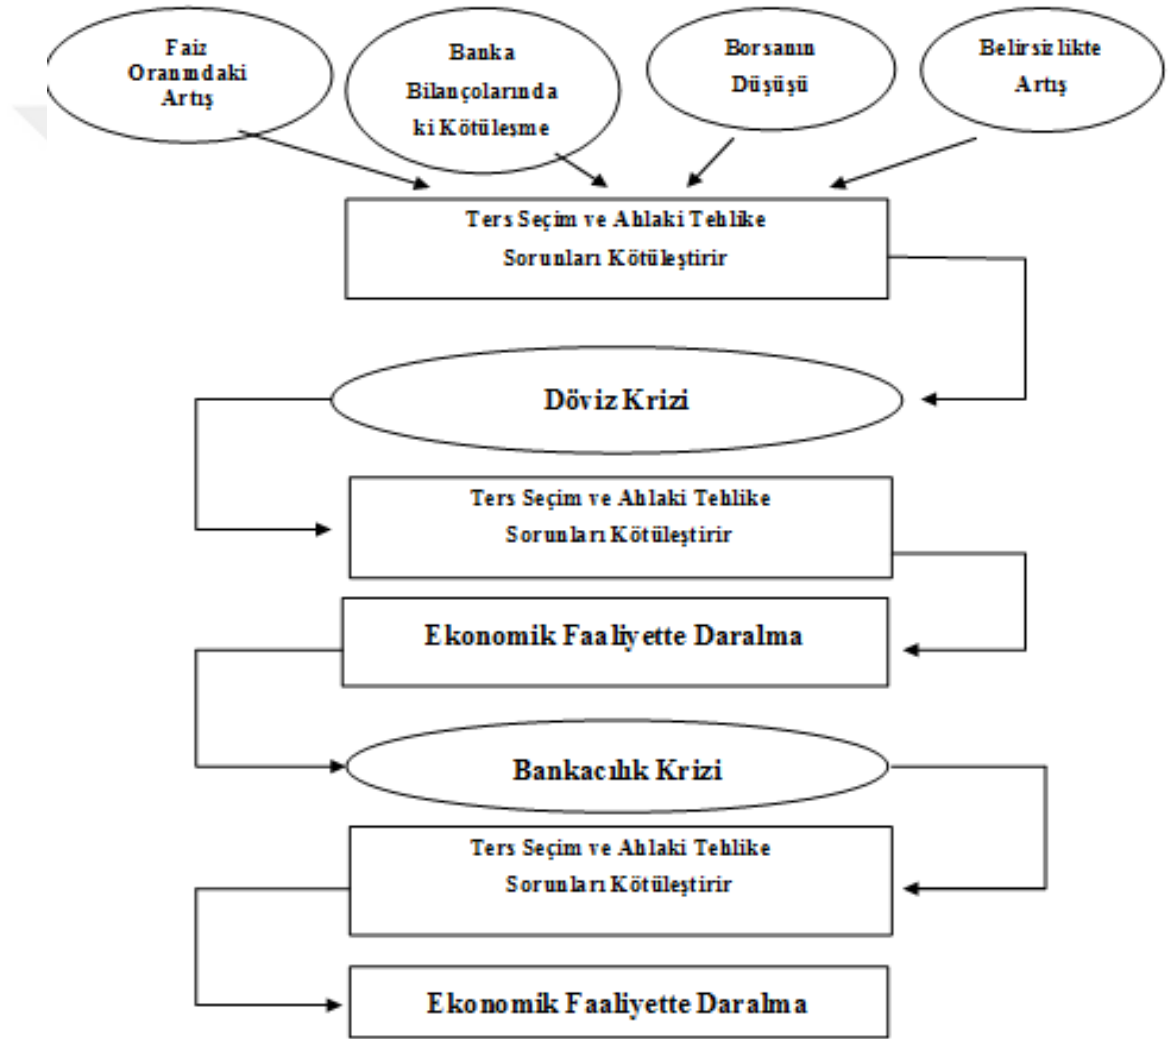 Faiz
Oranındaki
Artış
Banka
Bilançolarında
ki Kötüleşme
Borsanın
Düşüşü
Belirsizlikte
Artış
Ters Seçim ve Ahlaki Tehlike
Sorunları Kötüleştirir
Döviz Krizi
Ters Seçim ve Ahlaki Tehlike
Sorunları Kötüleştirir
Ekonomik Faaliyette Daralma
Bankacılık Krizi
Ters Seçim ve Ahlaki Tehlike
Sorunları Kötüleştirir
Ekonomik Faaliyette Daralma